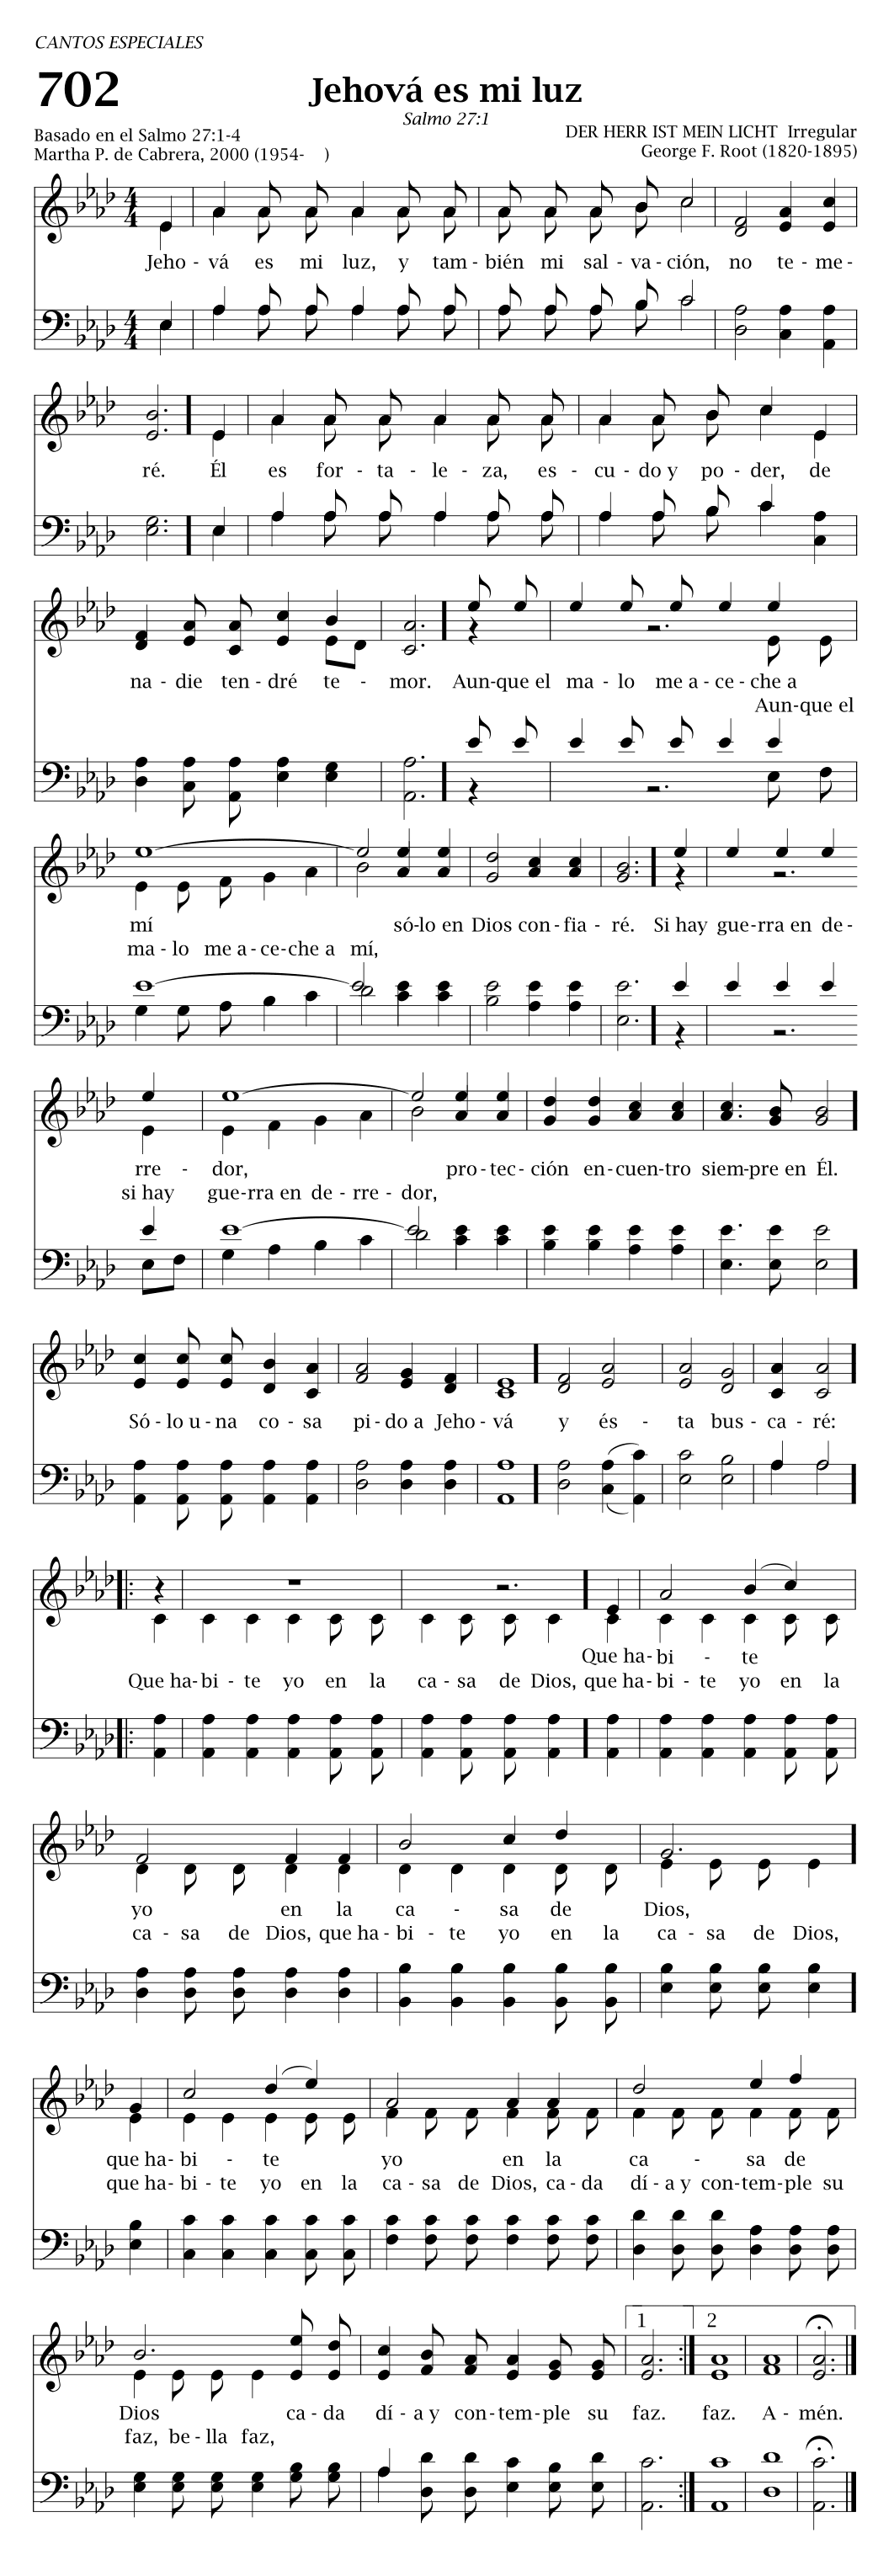 CANTOS ESPECIALES
702
Jehová es mi luz
Salmo 27:1
Basado en el Salmo 27:1-4
Martha P. de Cabrera, 2000 (1954-    )
DER HERR IST MEIN LICHT  Irregular
George F. Root (1820-1895)
Jeho - vá es mi luz, y tam - bién mi sal - va - ción, no te - me -
ré. Él es for - ta - le - za, es - cu - do y po - der, de
na - die ten - dré te - mor. Aun-que el ma - lo me a - ce - che a
Aun-que el
mí só-lo en Dios con - fia - ré. Si hay gue-rra en de -
ma - lo me a - ce-che a mí,
rre - dor, pro - tec - ción en-cuen-tro siem-pre en Él.
si hay gue-rra en de - rre - dor,
Só - lo u - na co - sa pi - do a Jeho - vá y és - ta bus - ca - ré:
Que ha- bi - te
Que ha- bi - te yo en la ca - sa de Dios, que ha- bi - te yo en la
yo en la ca - sa de Dios,
ca - sa de Dios, que ha - bi - te yo en la ca - sa de Dios,
que ha- bi - te yo en la ca - sa de
que ha- bi - te yo en la ca - sa de Dios, ca - da dí - a y con-tem-ple su
Dios ca - da dí - a y con-tem-ple su faz. faz. A - mén.
faz, be - lla faz,
1
2